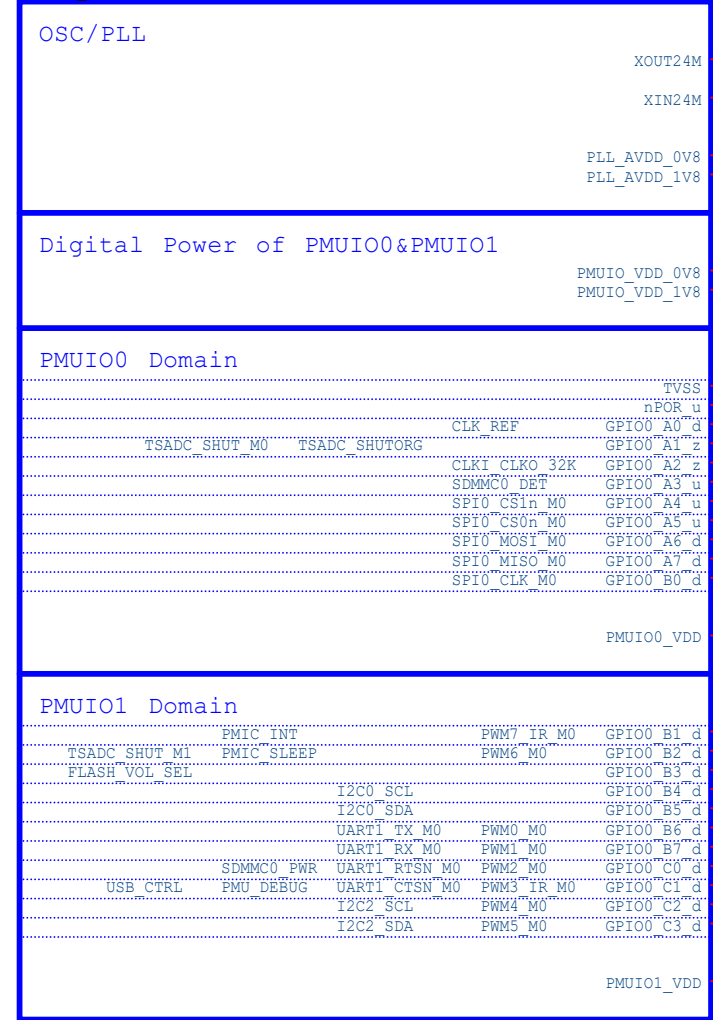 OSC/PLL
XOUT24M
XIN24M
PLL_AVDD_0V8
PLL_AVDD_1V8
Digital Power of PMUIO0&PMUIO1
PMUIO_VDD_0V8
PMUIO_VDD_1V8
PMUIO0 Domain
TVSS
nPOR_u
CLK_REF GPIO0_A0_d
TSADC_SHUT_M0 TSADC_SHUTORG GPIO0_A1_z
CLKI_CLKO_32K GPIO0_A2_z
SDMMC0_DET GPIO0_A3_u
SPI0_CS1n_M0 GPIO0_A4_u
SPI0_CS0n_M0 GPIO0_A5_u
SPI0_MOSI_M0 GPIO0_A6_d
SPI0_MISO_M0 GPIO0_A7_d
SPI0_CLK_M0 GPIO0_B0_d
PMUIO0_VDD
PMUIO1 Domain
PMIC_INT PWM7_IR_M0 GPIO0_B1_d
TSADC_SHUT_M1 PMIC_SLEEP PWM6_M0 GPIO0_B2_d
FLASH_VOL_SEL GPIO0_B3_d
I2C0_SCL GPIO0_B4_d
I2C0_SDA GPIO0_B5_d
UART1_TX_M0 PWM0_M0 GPIO0_B6_d
UART1_RX_M0 PWM1_M0 GPIO0_B7_d
SDMMC0_PWR UART1_RTSN_M0 PWM2_M0 GPIO0_C0_d
USB_CTRL PMU_DEBUG UART1_CTSN_M0 PWM3_IR_M0 GPIO0_C1_d
I2C2_SCL PWM4_M0 GPIO0_C2_d
I2C2_SDA PWM5_M0 GPIO0_C3_d
PMUIO1_VDD